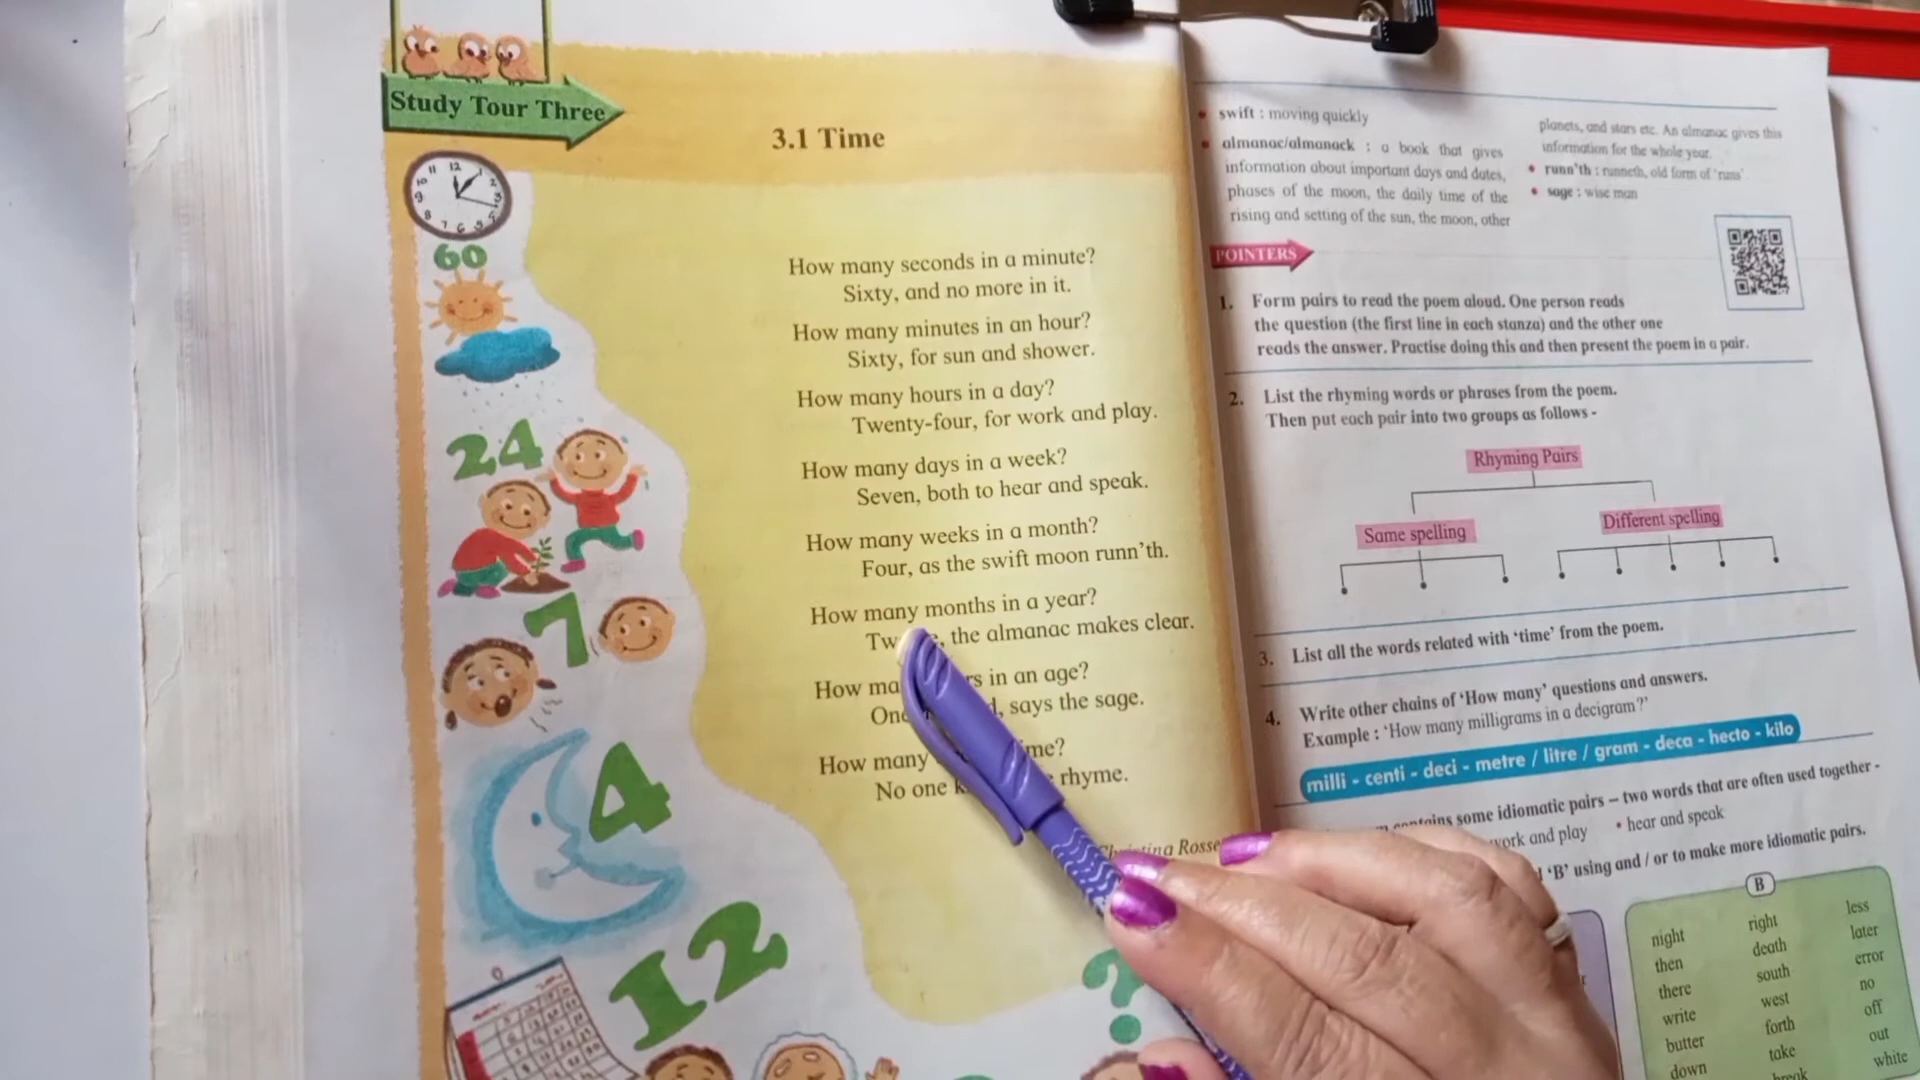 Study Tour Three
3.1 Time
60
24
7
4
12
?
How many seconds in a minute?
Sixty, and no more in it.
How many minutes in an hour?
Sixty, for sun and shower.
How many hours in a day?
Twenty-four, for work and play.
How many days in a week?
Seven, both to hear and speak.
How many weeks in a month?
Four, as the swift moon runn'th.
How many months in a year?
the almanac makes clear.
How in an age?
says the sage.
How many
No one rhyme.
• swift : moving quickly
• almanac/almanack : a book that gives
information about important days and dates,
phases of the moon, the daily time of the
rising and setting of the sun, the moon, other
planets, and stars etc. An almanac gives this
information for the whole year.
• runn'th : runneth, old form of 'runs'
• sage : wise man
POINTERS
1. Form pairs to read the poem aloud. One person reads
the question (the first line in each stanza) and the other one
reads the answer. Practise doing this and then present the poem in a pair.
2. List the rhyming words or phrases from the poem.
Then put each pair into two groups as follows -
Rhyming Pairs
Same spelling
Different spelling
3. List all the words related with 'time' from the poem.
4. Write other chains of 'How many' questions and answers.
Example : 'How many milligrams in a decigram?'
milli - centi - deci - metre / litre / gram - deca - hecto - kilo
contains some idiomatic pairs – two words that are often used together -
work and play • hear and speak
'B' using and / or to make more idiomatic pairs.
B
night right less
then death later
there south error
write west no
butter forth off
down take out
break white